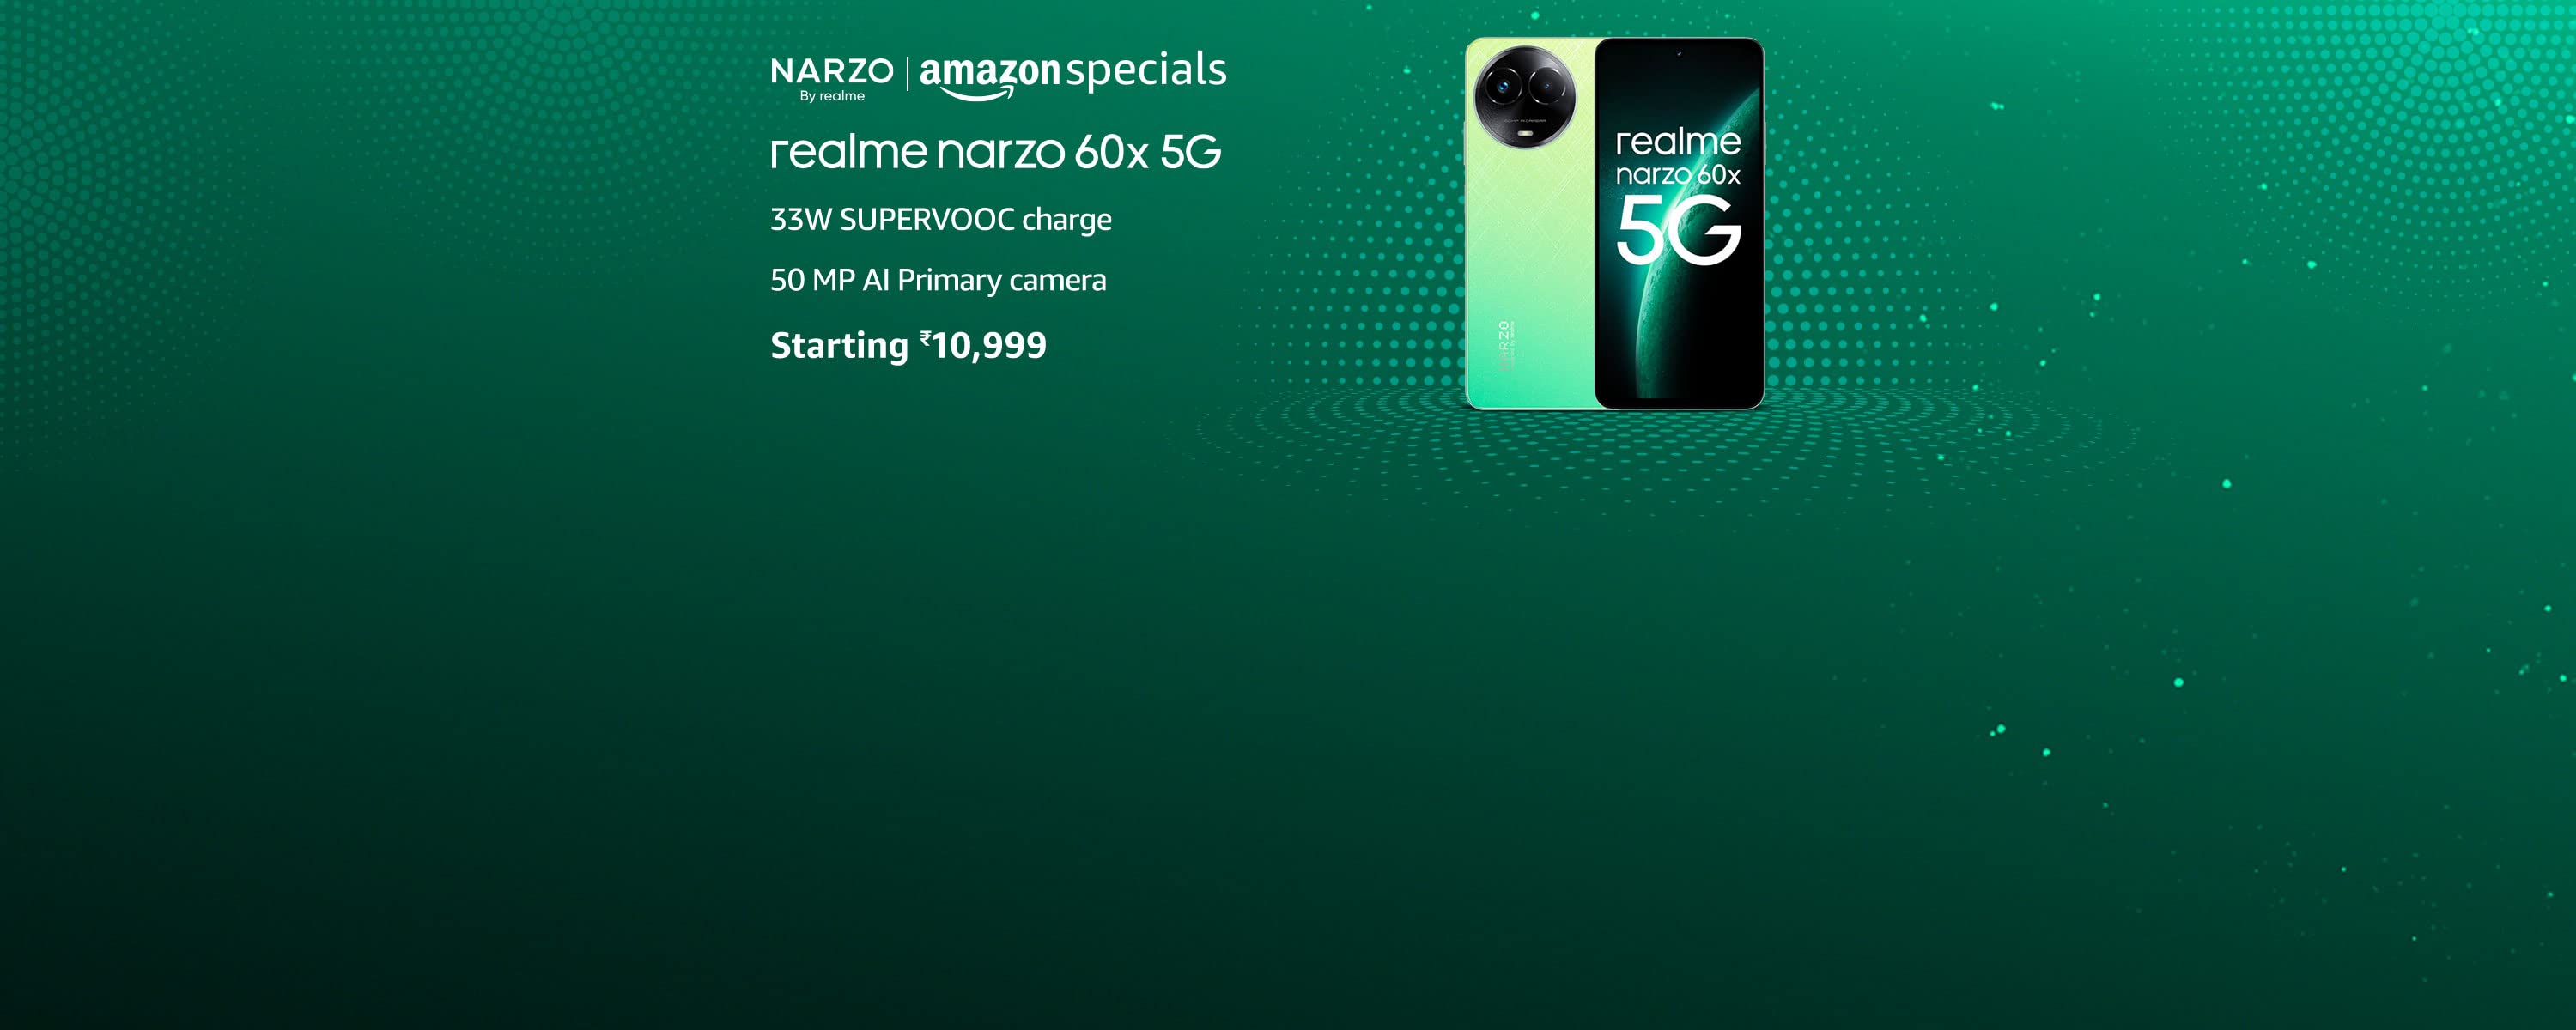 NARZO | amazon specials
By realme
realme narzo 60x 5G
33W SUPERVOOC charge
50 MP AI Primary camera
Starting ₹10,999
realme
narzo 60x
5G
NARZO